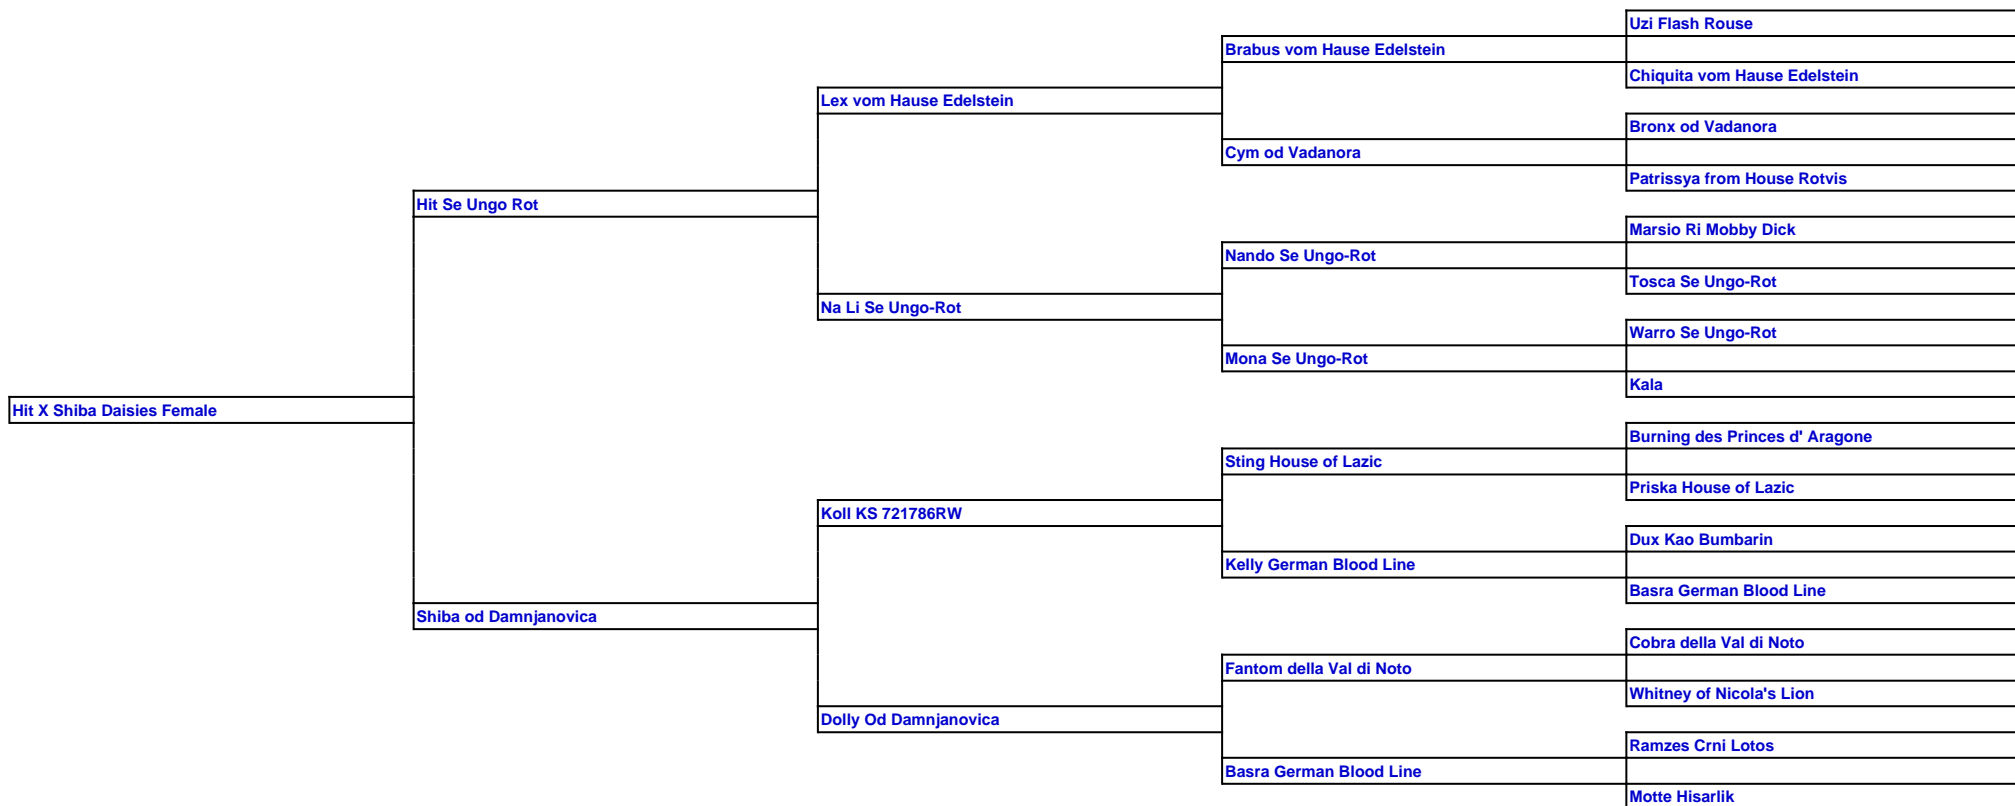 Uzi Flash Rouse
Brabus vom Hause Edelstein
Chiquita vom Hause Edelstein
Lex vom Hause Edelstein
Bronx od Vadanora
Cym od Vadanora
Patrissya from House Rotvis
Hit Se Ungo Rot
Marsio Ri Mobby Dick
Nando Se Ungo-Rot
Tosca Se Ungo-Rot
Na Li Se Ungo-Rot
Warro Se Ungo-Rot
Mona Se Ungo-Rot
Kala
Hit X Shiba Daisies Female
Burning des Princes d' Aragone
Sting House of Lazic
Priska House of Lazic
Koll KS 721786RW
Dux Kao Bumbarin
Kelly German Blood Line
Basra German Blood Line
Shiba od Damnjanovica
Cobra della Val di Noto
Fantom della Val di Noto
Whitney of Nicola's Lion
Dolly Od Damnjanovica
Ramzes Crni Lotos
Basra German Blood Line
Motte Hisarlik